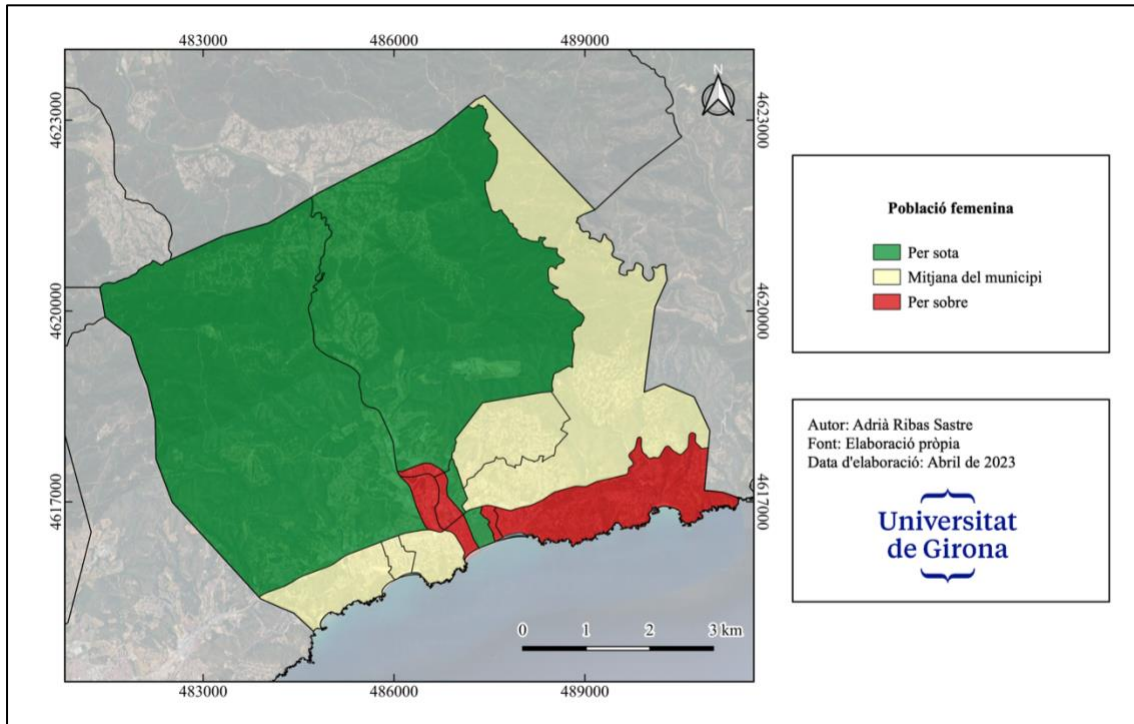 483000
486000
489000
N
4623000
4623000
4620000
4620000
4617000
4617000
0 1 2 3 km
483000
486000
489000
Població femenina
Per sota
Mitjana del municipi
Per sobre
Autor: Adrià Ribas Sastre
Font: Elaboració pròpia
Data d'elaboració: Abril de 2023
Universitat
de Girona